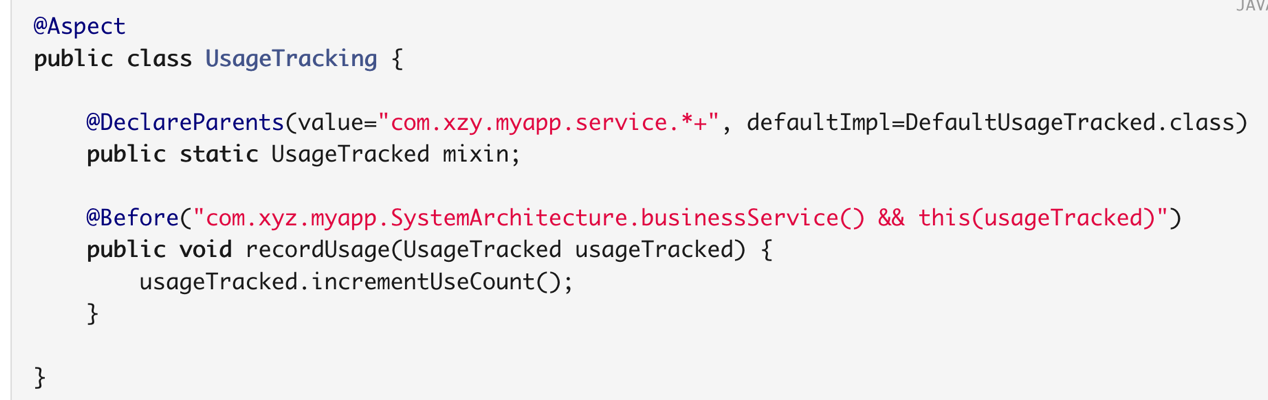 JAVA
@Aspect
public class UsageTracking {
@DeclareParents(value="com.xzy.myapp.service.*+", defaultImpl=DefaultUsageTracked.class)
public static UsageTracked mixin;
@Before("com.xyz.myapp.SystemArchitecture.businessService() && this(usageTracked)")
public void recordUsage(UsageTracked usageTracked) {
usageTracked.incrementUseCount();
}
}